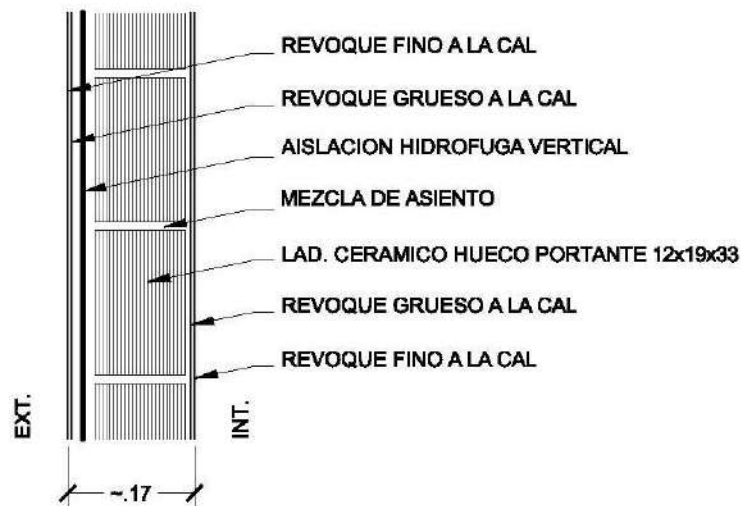 REVOQUE FINO A LA CAL
REVOQUE GRUESO A LA CAL
AISLACION HIDROFUGA VERTICAL
MEZCLA DE ASIENTO
LAD. CERAMICO HUECO PORTANTE 12x19x33
REVOQUE GRUESO A LA CAL
REVOQUE FINO A LA CAL
EXT.
INT.
~.17